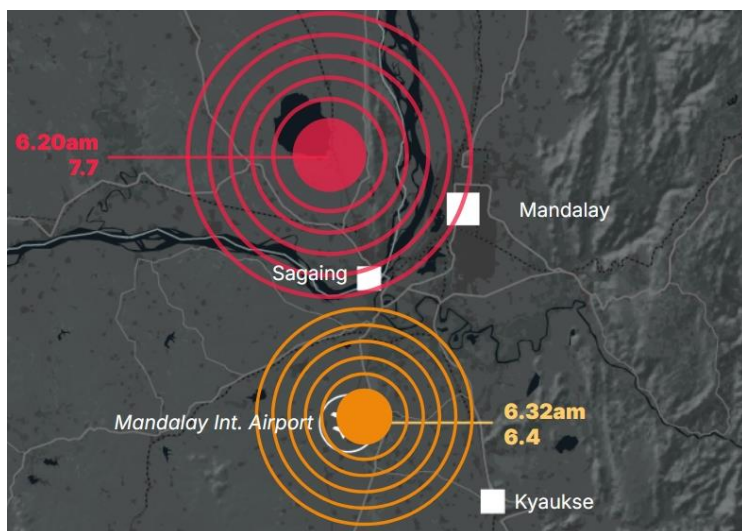 6.20am
7.7
Mandalay
Sagaing
Mandalay Int. Airport
6.32am
6.4
Kyaukse